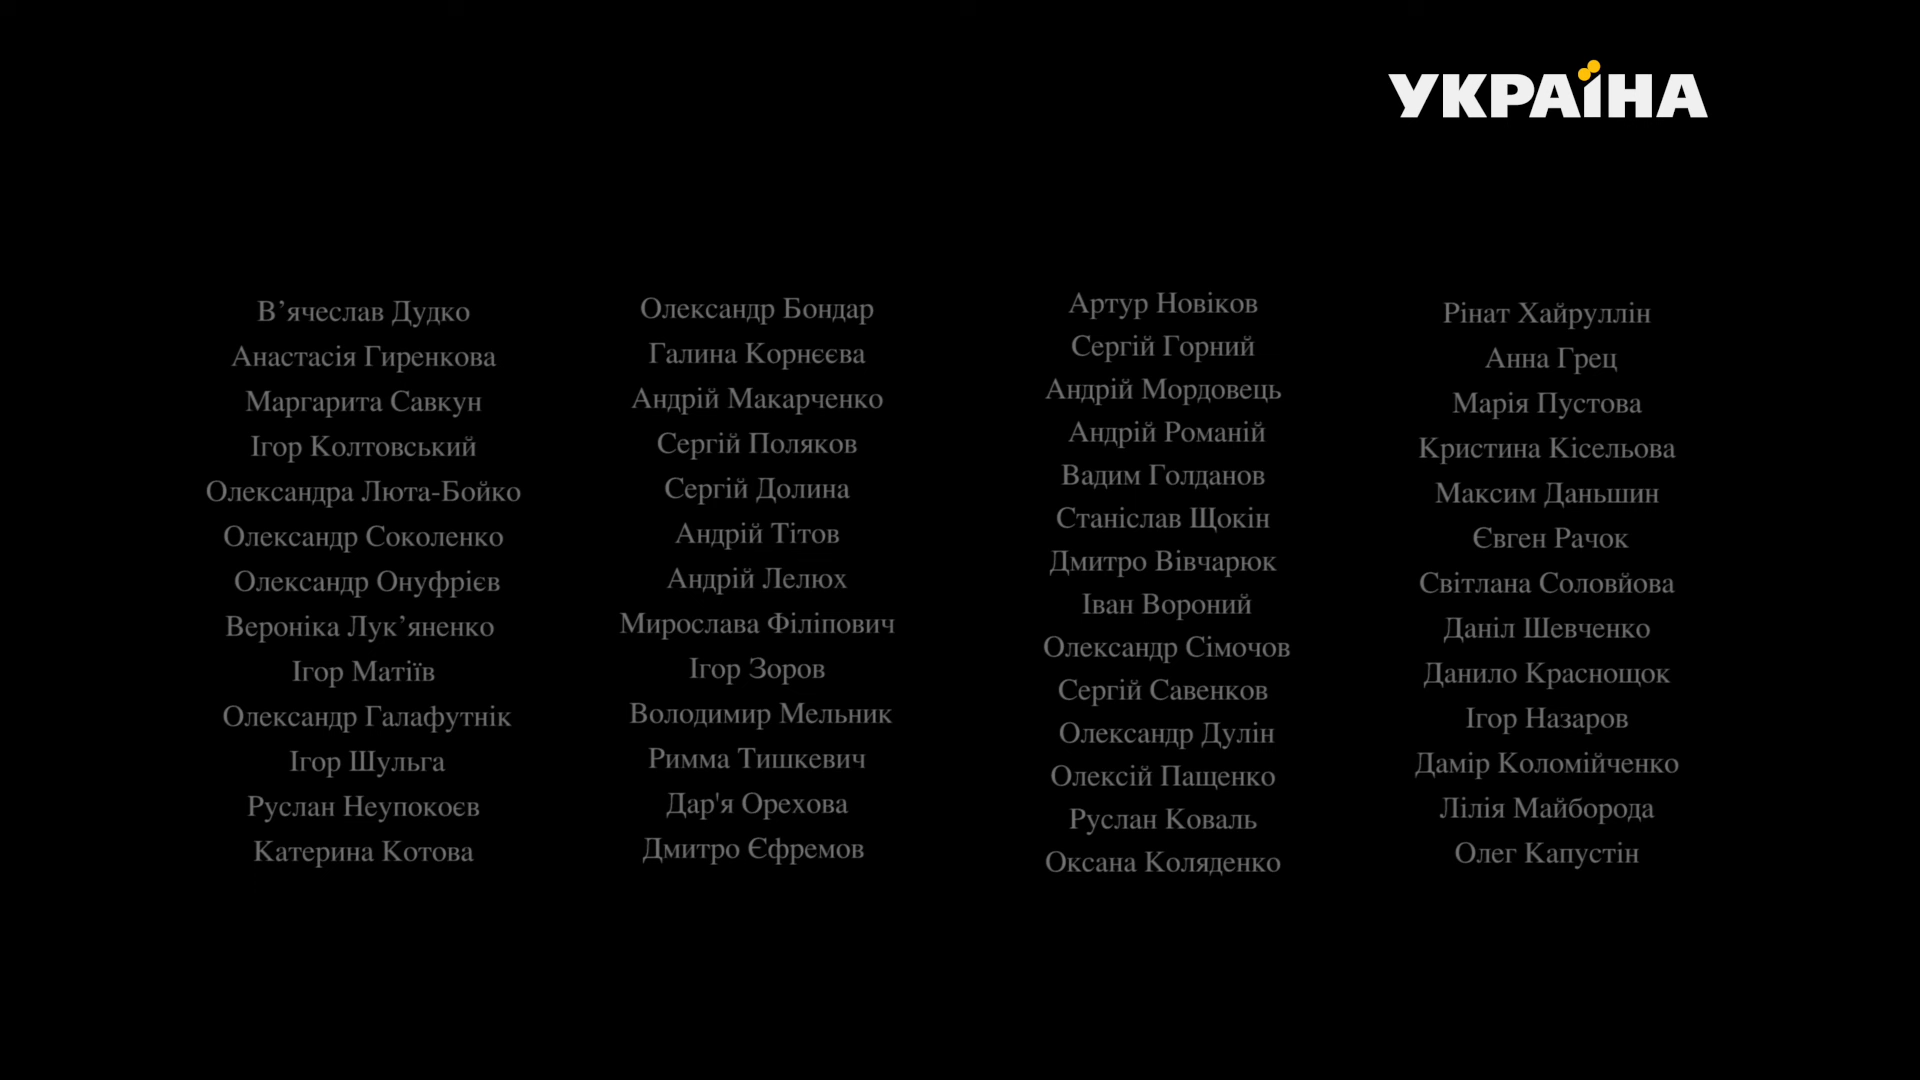 УКРАЇНА
В’ячеслав Дудко
Анастасія Гиренкова
Маргарита Савкун
Ігор Колтовський
Олександра Люта-Бойко
Олександр Соколенко
Олександр Онуфрієв
Вероніка Лук’яненко
Ігор Матіїв
Олександр Галафутнік
Ігор Шульга
Руслан Неупокоєв
Катерина Котова
Олександр Бондар
Галина Корнєєва
Андрій Макарченко
Сергій Поляков
Сергій Долина
Андрій Тітов
Андрій Лелюх
Мирослава Філіпович
Ігор Зоров
Володимир Мельник
Римма Тишкевич
Дар'я Орехова
Дмитро Єфремов
Артур Новіков
Сергій Горний
Андрій Мордовець
Андрій Романій
Вадим Голданов
Станіслав Щокін
Дмитро Вівчарюк
Іван Вороний
Олександр Сімочов
Сергій Савенков
Олександр Дулін
Олексій Пащенко
Руслан Коваль
Оксана Коляденко
Рінат Хайруллін
Анна Грец
Марія Пустова
Кристина Кісельова
Максим Даньшин
Євген Рачок
Світлана Соловйова
Даніл Шевченко
Данило Краснощок
Ігор Назаров
Дамір Коломійченко
Лілія Майборода
Олег Капустін